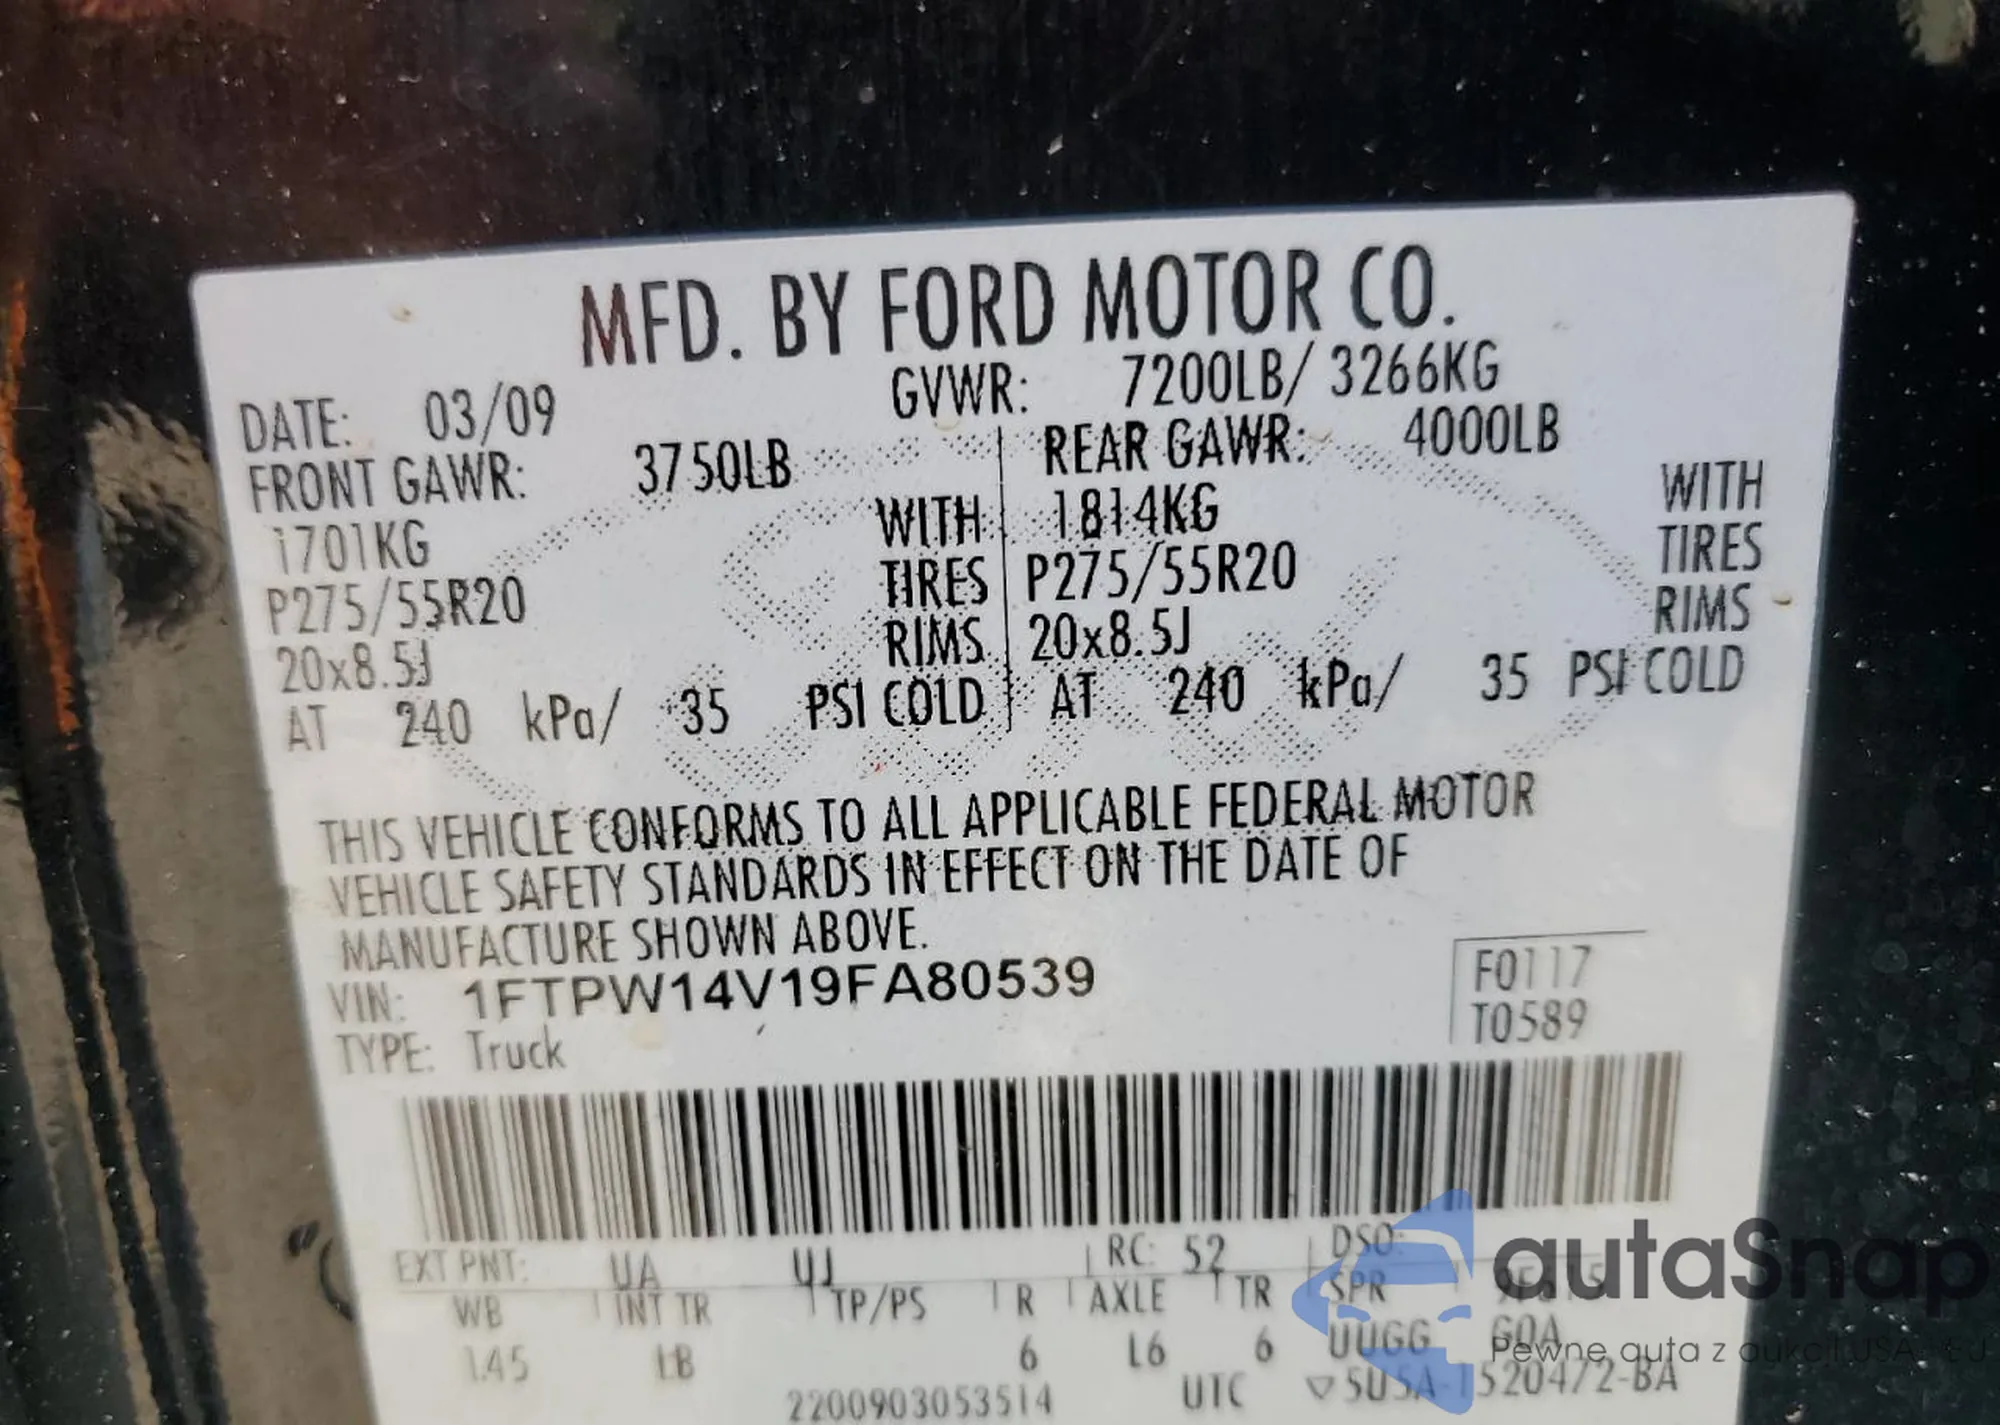 MFD. BY FORD MOTOR CO.
DATE: 03/09 GVWR: 7200LB/ 3266KG
FRONT GAWR: 3750LB REAR GAWR: 4000LB
1701KG WITH 1814KG WITH
P275/55R20 TIRES P275/55R20 TIRES
20x8.5J RIMS 20x8.5J RIMS
AT 240 kPa/ 35 PSI COLD AT 240 kPa/ 35 PSI COLD
THIS VEHICLE CONFORMS TO ALL APPLICABLE FEDERAL MOTOR
VEHICLE SAFETY STANDARDS IN EFFECT ON THE DATE OF
MANUFACTURE SHOWN ABOVE.
VIN: 1FTPW14V19FA80539
F0117
TYPE: Truck
T0589
EXT PNT: UA UJ RC: 52 DSO:
WB INT TR TP/PS R AXLE TR SPR
145 LB 6 L6 6 UUGG G0A
2200903053514 UTC ▽5U5A-1520472-BA
autaSnap
Pewne auta z aukcji USA i EU